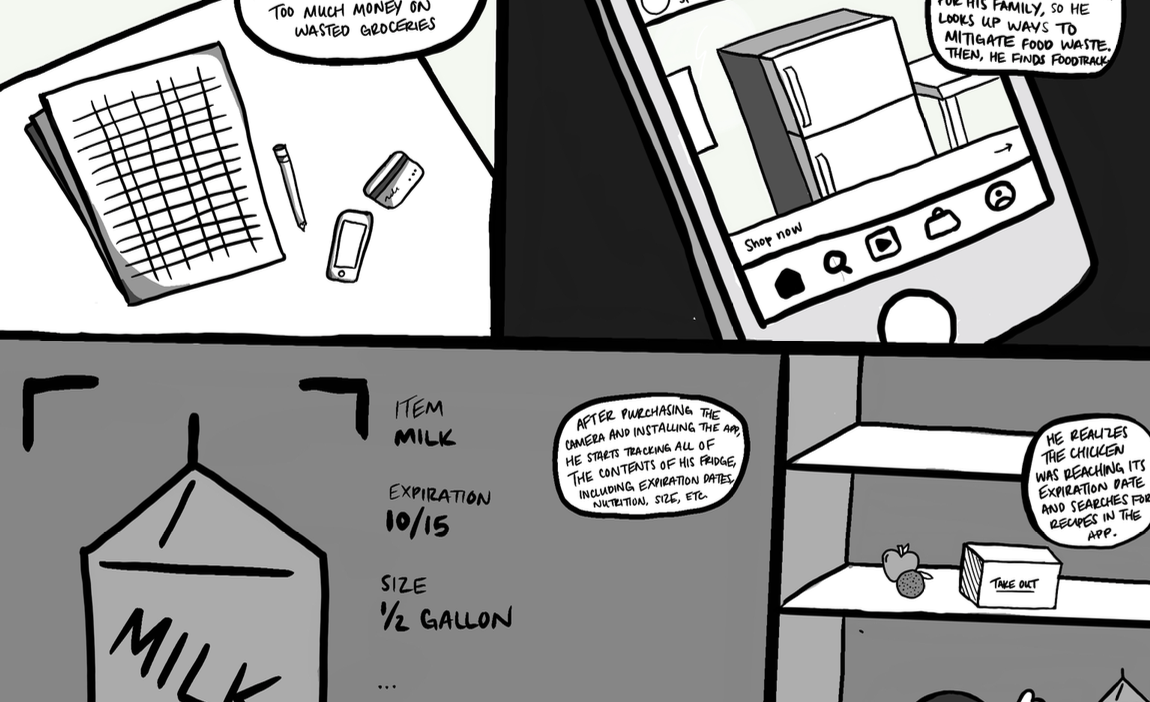 TOO MUCH MONEY ON
WASTED GROCERIES
FOR HIS FAMILY, SO HE
LOOKS UP WAYS TO
MITIGATE FOOD WASTE.
THEN, HE FINDS FOODTRACK.
Shop now
ITEM
MILK
EXPIRATION
10/15
SIZE
1/2 GALLON
...
MILK
AFTER PURCHASING THE
CAMERA AND INSTALLING THE APP,
HE STARTS TRACKING ALL OF
THE CONTENTS OF HIS FRIDGE,
INCLUDING EXPIRATION DATES,
NUTRITION, SIZE, ETC.
HE REALIZES
THE CHICKEN
WAS REACHING ITS
EXPIRATION DATE
AND SEARCHES FOR
RECIPES IN THE
APP.
TAKE OUT